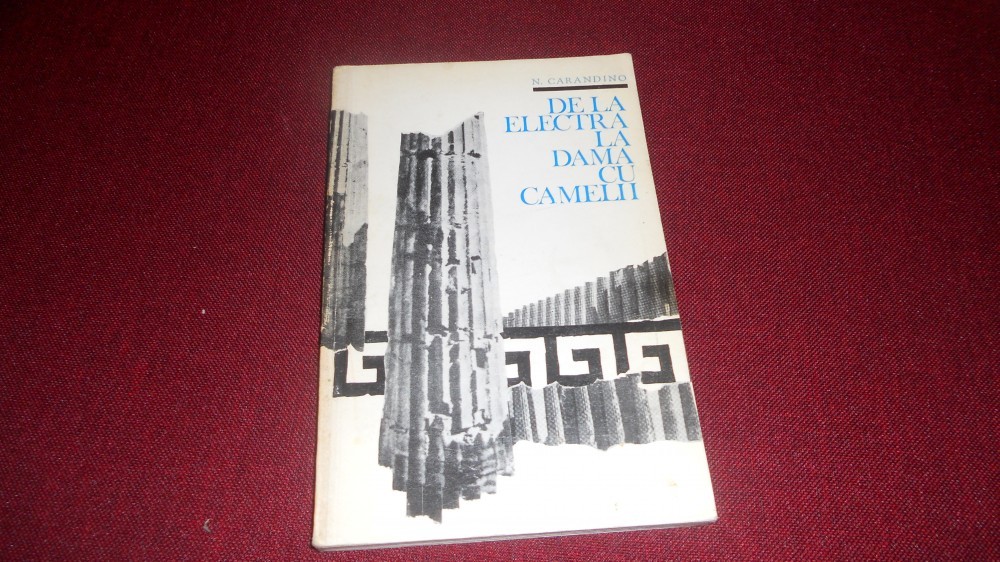 N. CARANDINO
DE LA
ELECTRA
LA
DAMA
CU
CAMELII